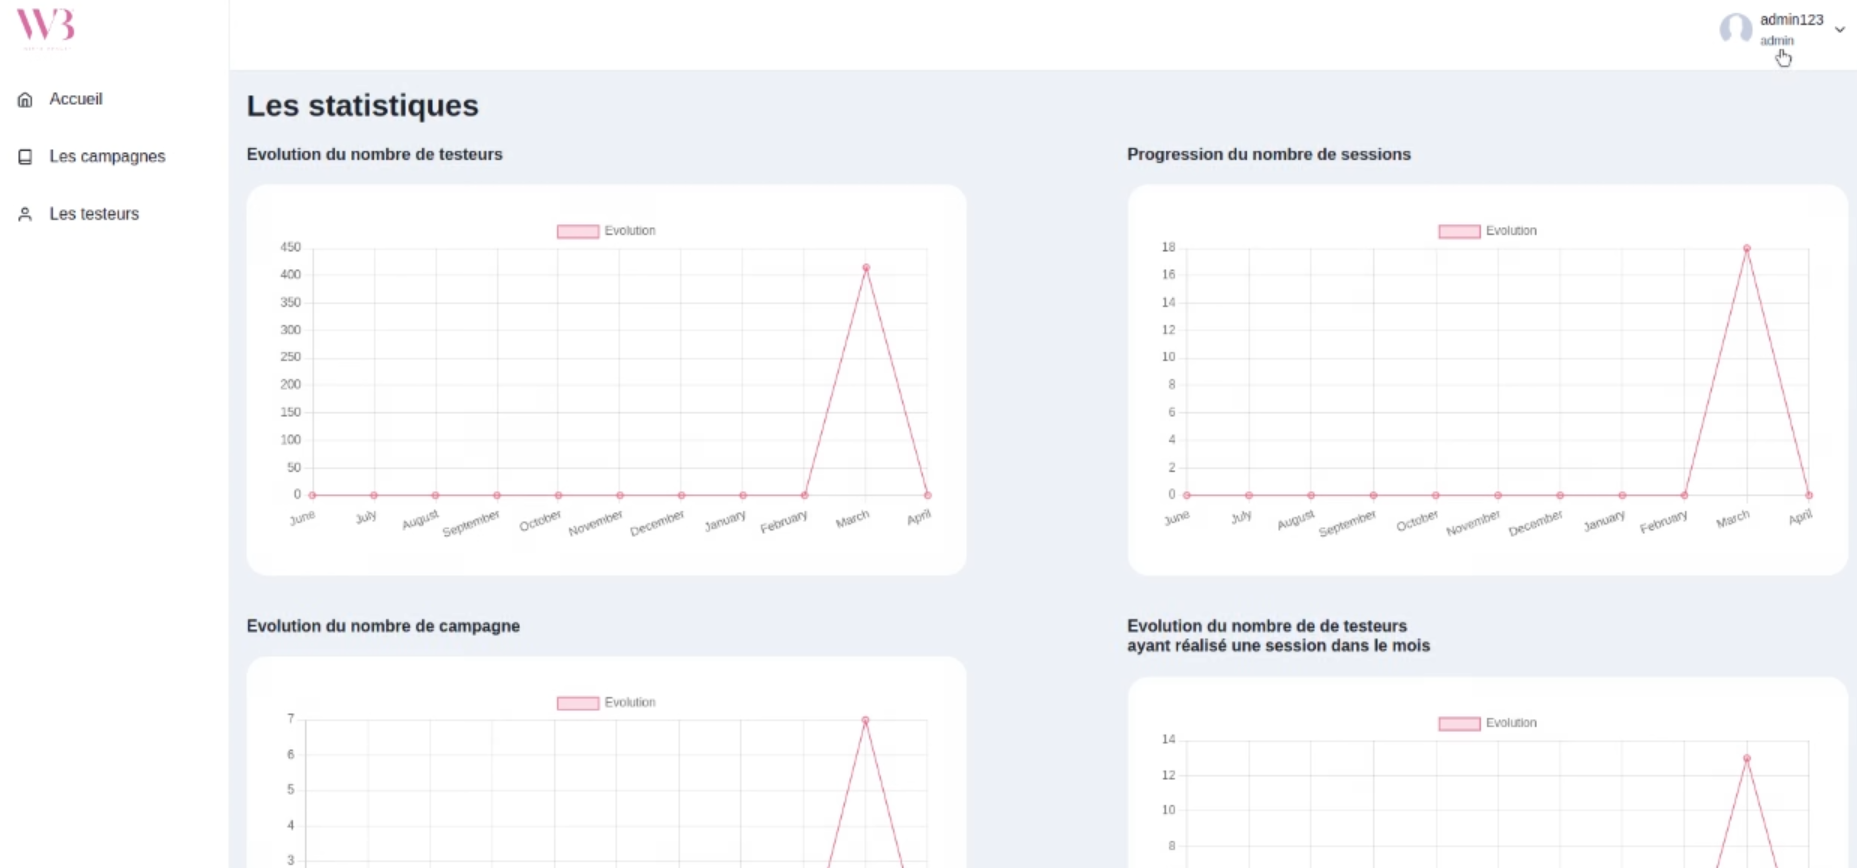 W3
admin123
admin
Accueil
Les campagnes
Les testeurs
Les statistiques
Evolution du nombre de testeurs
Evolution
450
400
350
300
250
200
150
100
50
0
June July August September October November December January February March April
Progression du nombre de sessions
Evolution
18
16
14
12
10
8
6
4
2
0
June July August September October November December January February March April
Evolution du nombre de campagne
Evolution
7
6
5
4
3
Evolution du nombre de de testeurs
ayant réalisé une session dans le mois
Evolution
14
12
10
8